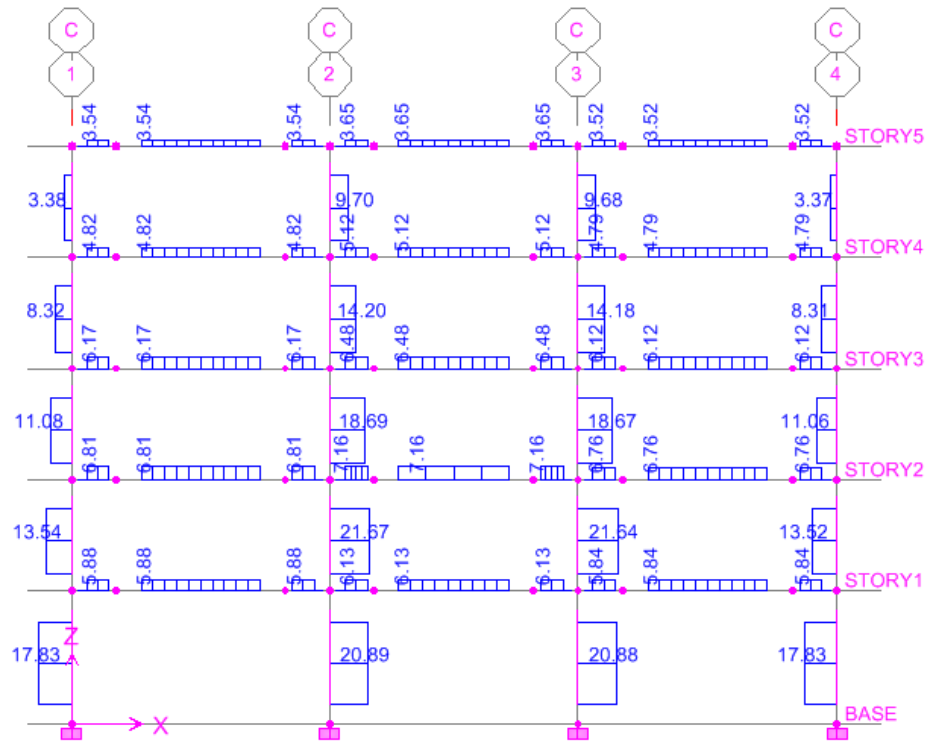 C C C C
1 2 3 4
3.54 3.54 3.54 3.65 3.65 3.65 3.52 3.52 3.52
STORY5
3.38 9.70 9.68 3.37
4.82 4.82 4.82 5.12 5.12 5.12 4.79 4.79 4.79
STORY4
8.32 14.20 14.18 8.31
6.17 6.17 6.17 6.48 6.48 6.48 6.12 6.12 6.12
STORY3
11.08 18.69 18.67 11.06
6.81 6.81 6.81 7.16 7.16 7.16 6.76 6.76 6.76
STORY2
13.54 21.67 21.64 13.52
5.88 5.88 5.88 6.13 6.13 6.13 5.84 5.84 5.84
STORY1
Z
17.83 20.89 20.88 17.83
X
BASE